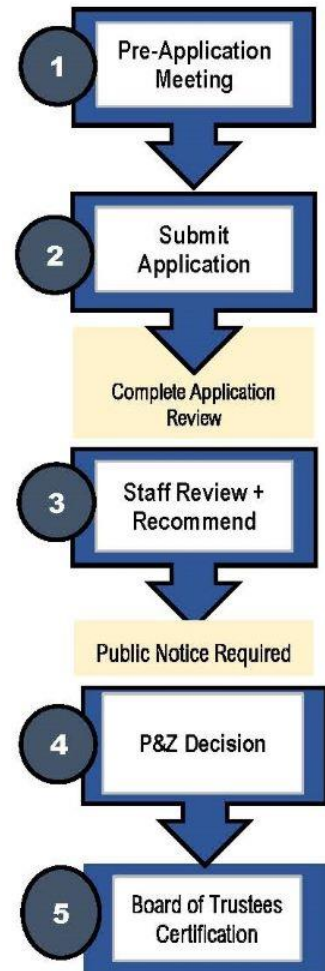 1
Pre-Application
Meeting
2
Submit
Application
Complete Application
Review
3
Staff Review +
Recommend
Public Notice Required
4
P&Z Decision
5
Board of Trustees
Certification